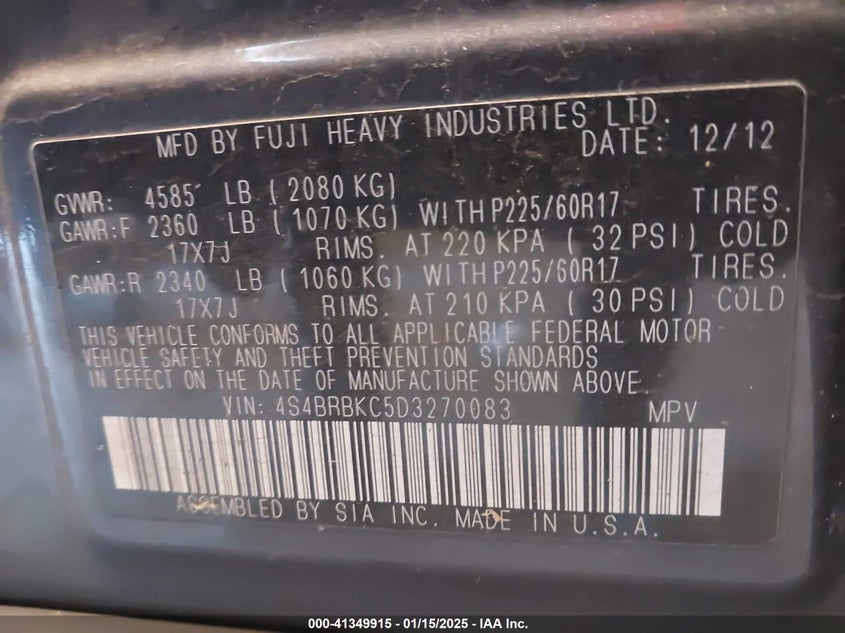 MFD BY FUJI HEAVY INDUSTRIES LTD.
DATE: 12/12
GVWR: 4585 LB ( 2080 KG)
GAWR:F 2360 LB ( 1070 KG) WITH P225/60R17 TIRES.
17X7J RIMS. AT 220 KPA ( 32 PSI) COLD
GAWR:R 2340 LB ( 1060 KG) WITH P225/60R17 TIRES.
17X7J RIMS. AT 210 KPA ( 30 PSI) COLD
THIS VEHICLE CONFORMS TO ALL APPLICABLE FEDERAL MOTOR
VEHICLE SAFETY AND THEFT PREVENTION STANDARDS
IN EFFECT ON THE DATE OF MANUFACTURE SHOWN ABOVE.
VIN: 4S4BRBKC5D3270083 MPV
ASSEMBLED BY SIA INC. MADE IN U.S.A.
000-41349915 - 01/15/2025 - IAA Inc.